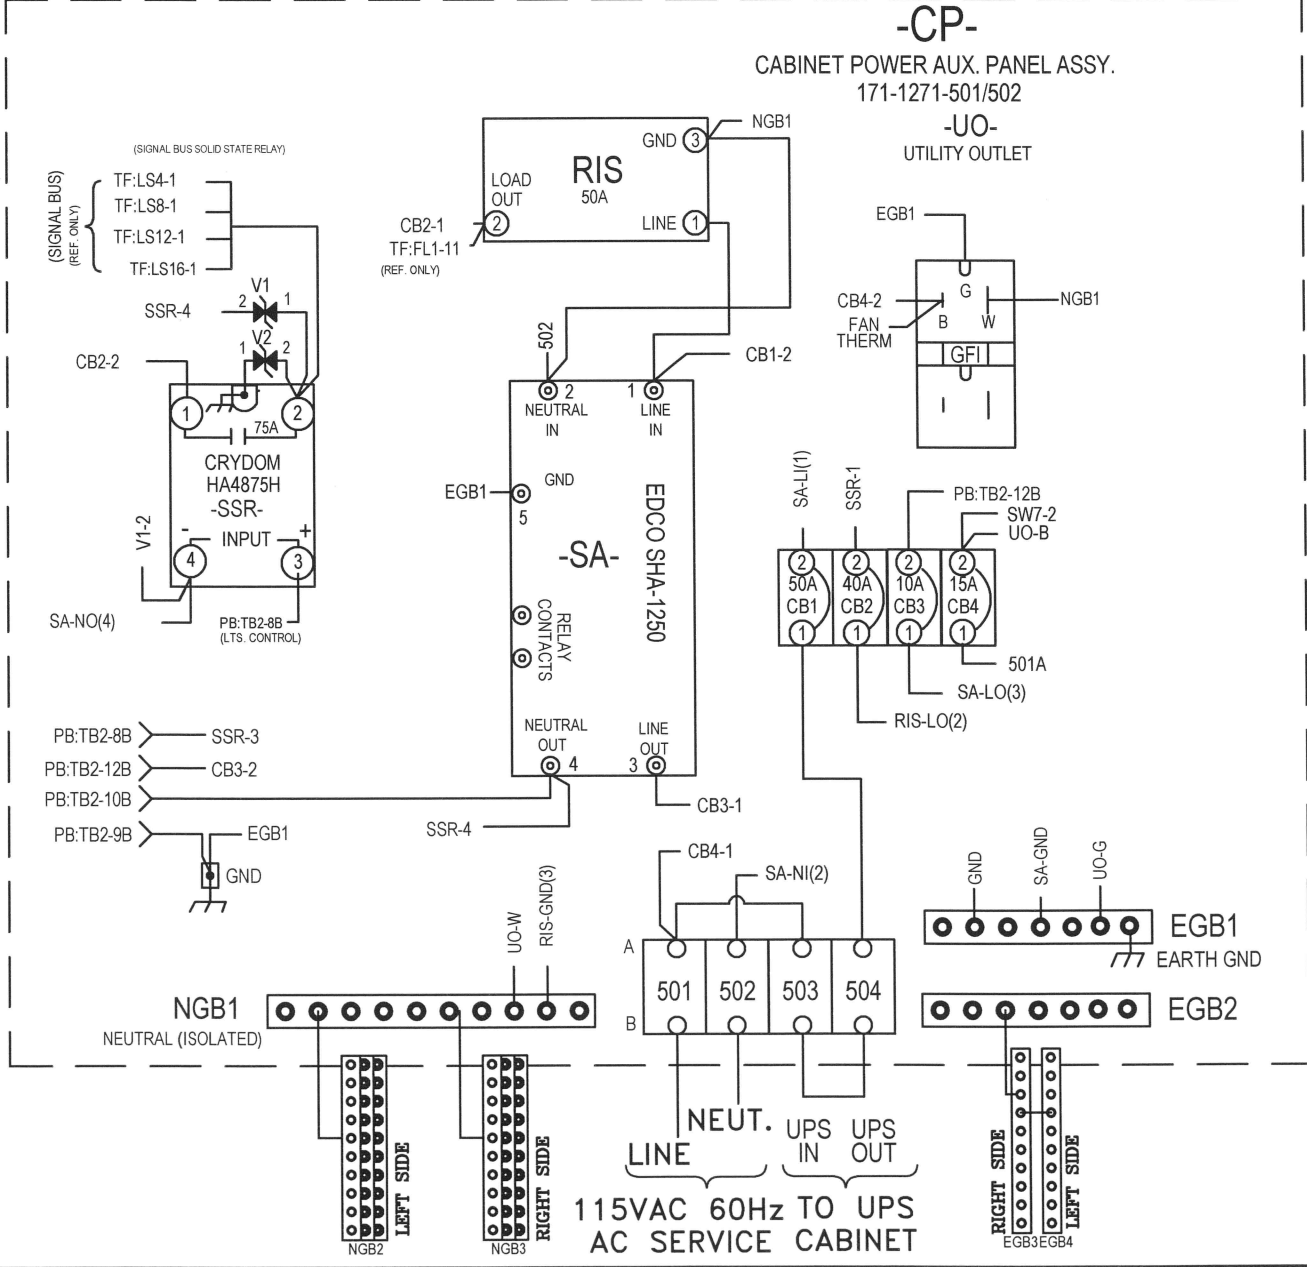 -CP-
CABINET POWER AUX. PANEL ASSY.
171-1271-501/502
-UO-
UTILITY OUTLET
(SIGNAL BUS SOLID STATE RELAY)
(SIGNAL BUS)
(REF. ONLY)
TF:LS4-1
TF:LS8-1
TF:LS12-1
TF:LS16-1
SSR-4
2
V1
1
1
V2
2
CB2-2
1
2
75A
CRYDOM
HA4875H
-SSR-
- INPUT +
4
3
V1-2
SA-NO(4)
PB:TB2-8B
(LTS. CONTROL)
RIS
50A
GND 3
NGB1
LOAD
OUT
2
LINE 1
CB2-1
TF:FL1-11
(REF. ONLY)
502
CB1-2
2
NEUTRAL
IN
1
LINE
IN
EGB1
GND
5
-SA-
EDCO SHA-1250
RELAY
CONTACTS
NEUTRAL
OUT
4
LINE
OUT
3
CB3-1
SSR-4
EGB1
G
CB4-2
FAN
THERM
B
W
NGB1
GFI
SA-LI(1)
SSR-1
PB:TB2-12B
SW7-2
UO-B
2 2 2 2
50A 40A 10A 15A
CB1 CB2 CB3 CB4
1 1 1 1
501A
SA-LO(3)
RIS-LO(2)
PB:TB2-8B
SSR-3
PB:TB2-12B
CB3-2
PB:TB2-10B
PB:TB2-9B
EGB1
GND
CB4-1
SA-NI(2)
A
501 502 503 504
B
UO-W
RIS-GND(3)
NGB1
NEUTRAL (ISOLATED)
GND
SA-GND
UO-G
EGB1
EARTH GND
EGB2
LEFT SIDE
NGB2
RIGHT SIDE
NGB3
LINE
NEUT.
UPS
IN
UPS
OUT
115VAC 60Hz TO UPS
AC SERVICE CABINET
RIGHT SIDE
LEFT SIDE
EGB3 EGB4